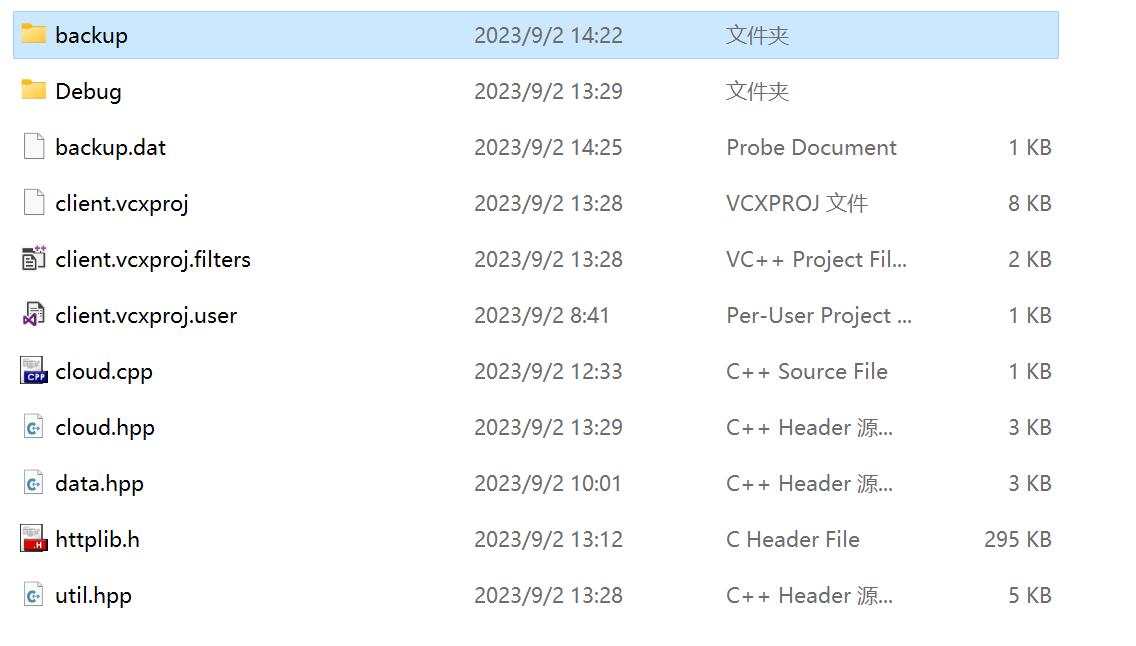 backup 2023/9/2 14:22 文件夹
Debug 2023/9/2 13:29 文件夹
backup.dat 2023/9/2 14:25 Probe Document 1 KB
client.vcxproj 2023/9/2 13:28 VCXPROJ 文件 8 KB
client.vcxproj.filters 2023/9/2 13:28 VC++ Project Fil... 2 KB
client.vcxproj.user 2023/9/2 8:41 Per-User Project ... 1 KB
cloud.cpp 2023/9/2 12:33 C++ Source File 1 KB
cloud.hpp 2023/9/2 13:29 C++ Header 源... 3 KB
data.hpp 2023/9/2 10:01 C++ Header 源... 3 KB
httplib.h 2023/9/2 13:12 C Header File 295 KB
util.hpp 2023/9/2 13:28 C++ Header 源... 5 KB